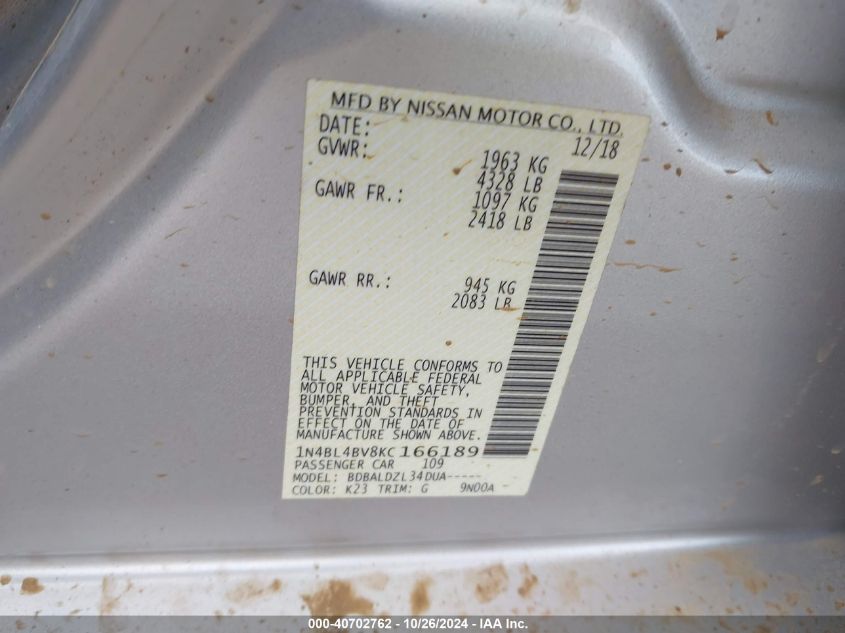 MFD BY NISSAN MOTOR CO., LTD.
DATE: 12/18
GVWR: 1963 KG
4328 LB
GAWR FR.: 1097 KG
2418 LB
GAWR RR.: 945 KG
2083 LB
THIS VEHICLE CONFORMS TO
ALL APPLICABLE FEDERAL
MOTOR VEHICLE SAFETY,
BUMPER, AND THEFT
PREVENTION STANDARDS IN
EFFECT ON THE DATE OF
MANUFACTURE SHOWN ABOVE.
1N4BL4BV8KC166189
PASSENGER CAR 109
MODEL: BDBALDZL34DUA-----
COLOR: K23 TRIM: G 9N00A
000-40702762 - 10/26/2024 - IAA Inc.